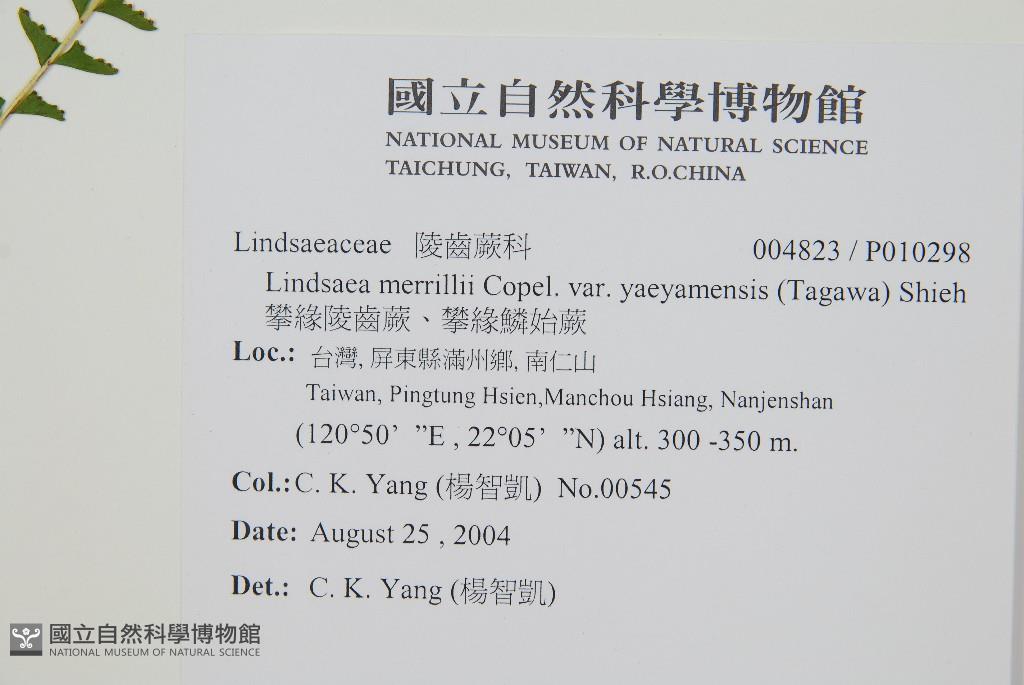 國立自然科學博物館
NATIONAL MUSEUM OF NATURAL SCIENCE
TAICHUNG, TAIWAN, R.O.CHINA
Lindsaeaceae 陵齒蕨科 004823 / P010298
Lindsaea merrillii Copel. var. yaeyamensis (Tagawa) Shieh
攀緣陵齒蕨、攀緣鱗始蕨
Loc.: 台灣, 屏東縣滿州鄉, 南仁山
Taiwan, Pingtung Hsien,Manchou Hsiang, Nanjenshan
(120°50’ ”E , 22°05’ ”N) alt. 300 -350 m.
Col.: C. K. Yang (楊智凱) No.00545
Date: August 25 , 2004
Det.: C. K. Yang (楊智凱)
國立自然科學博物館
NATIONAL MUSEUM OF NATURAL SCIENCE